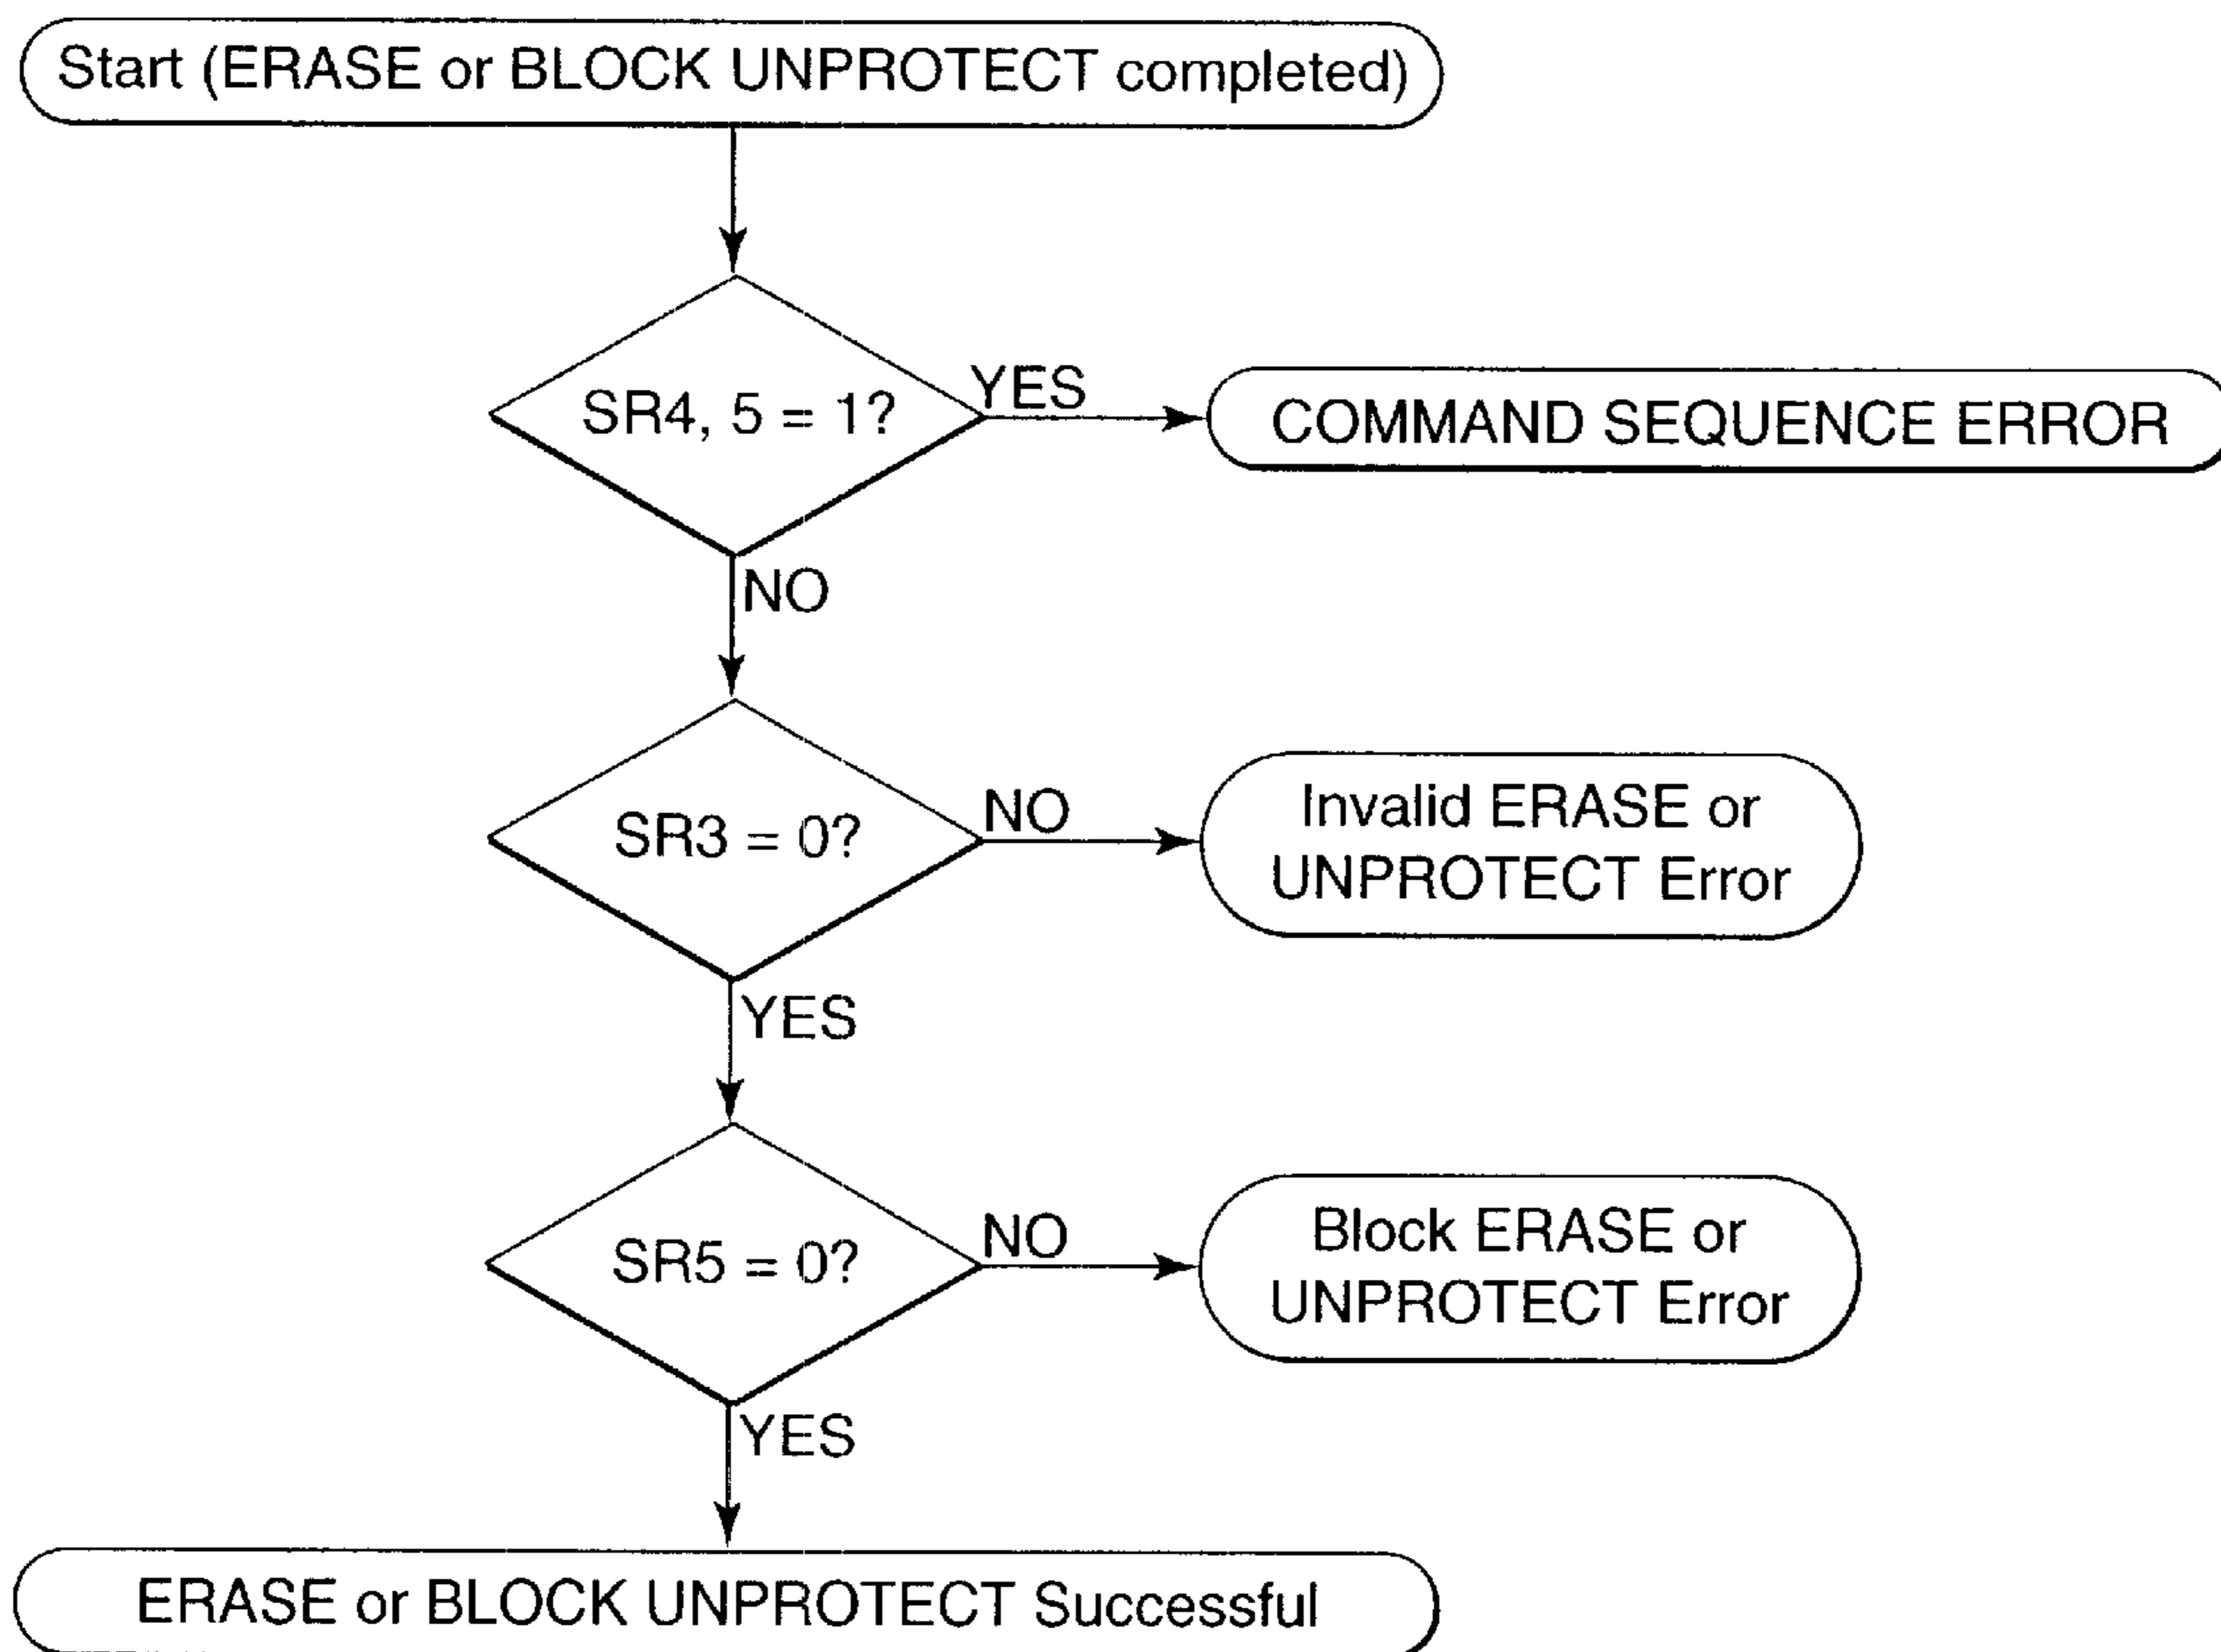 Start (ERASE or BLOCK UNPROTECT completed)
SR4, 5 = 1?
YES
COMMAND SEQUENCE ERROR
NO
SR3 = 0?
NO
Invalid ERASE or
UNPROTECT Error
YES
SR5 = 0?
NO
Block ERASE or
UNPROTECT Error
YES
ERASE or BLOCK UNPROTECT Successful